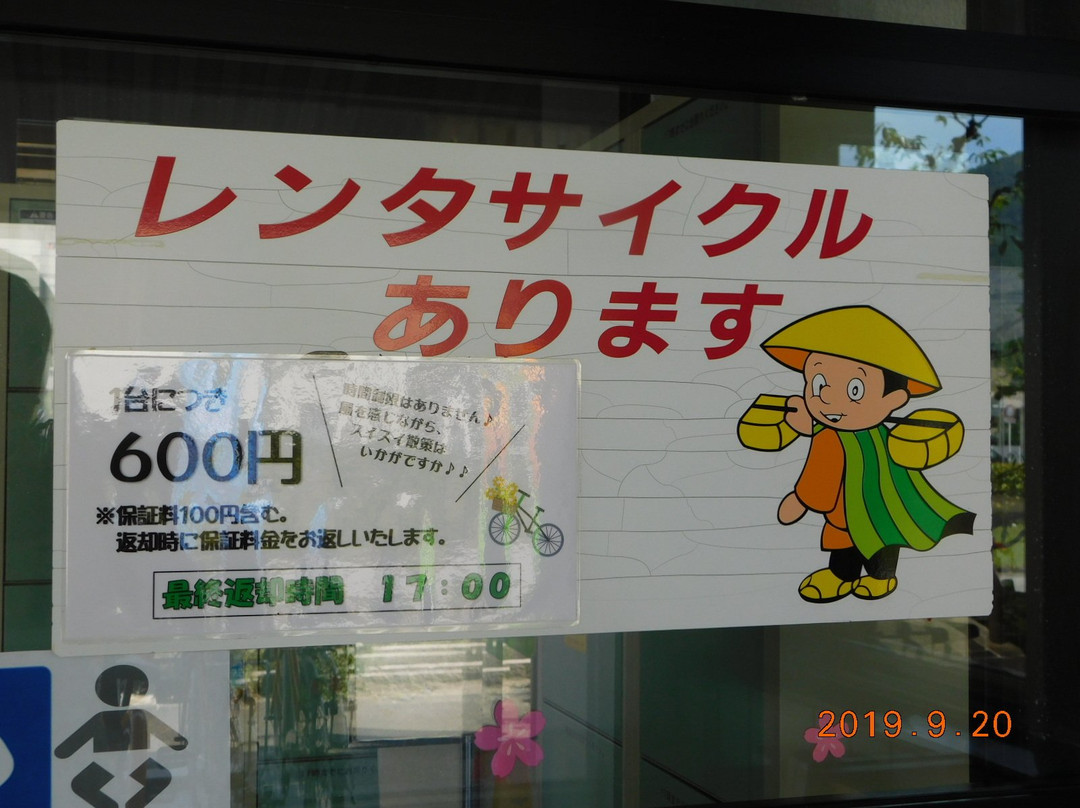 レンタサイクル
あります
1台につき
600円
時間制限はありません♪
風を感じながら、
スイスイ散策は
いかがですか♪♪
※保証料100円含む。
返却時に保証料金をお返しいたします。
最終返却時間 17:00
2019.9.20